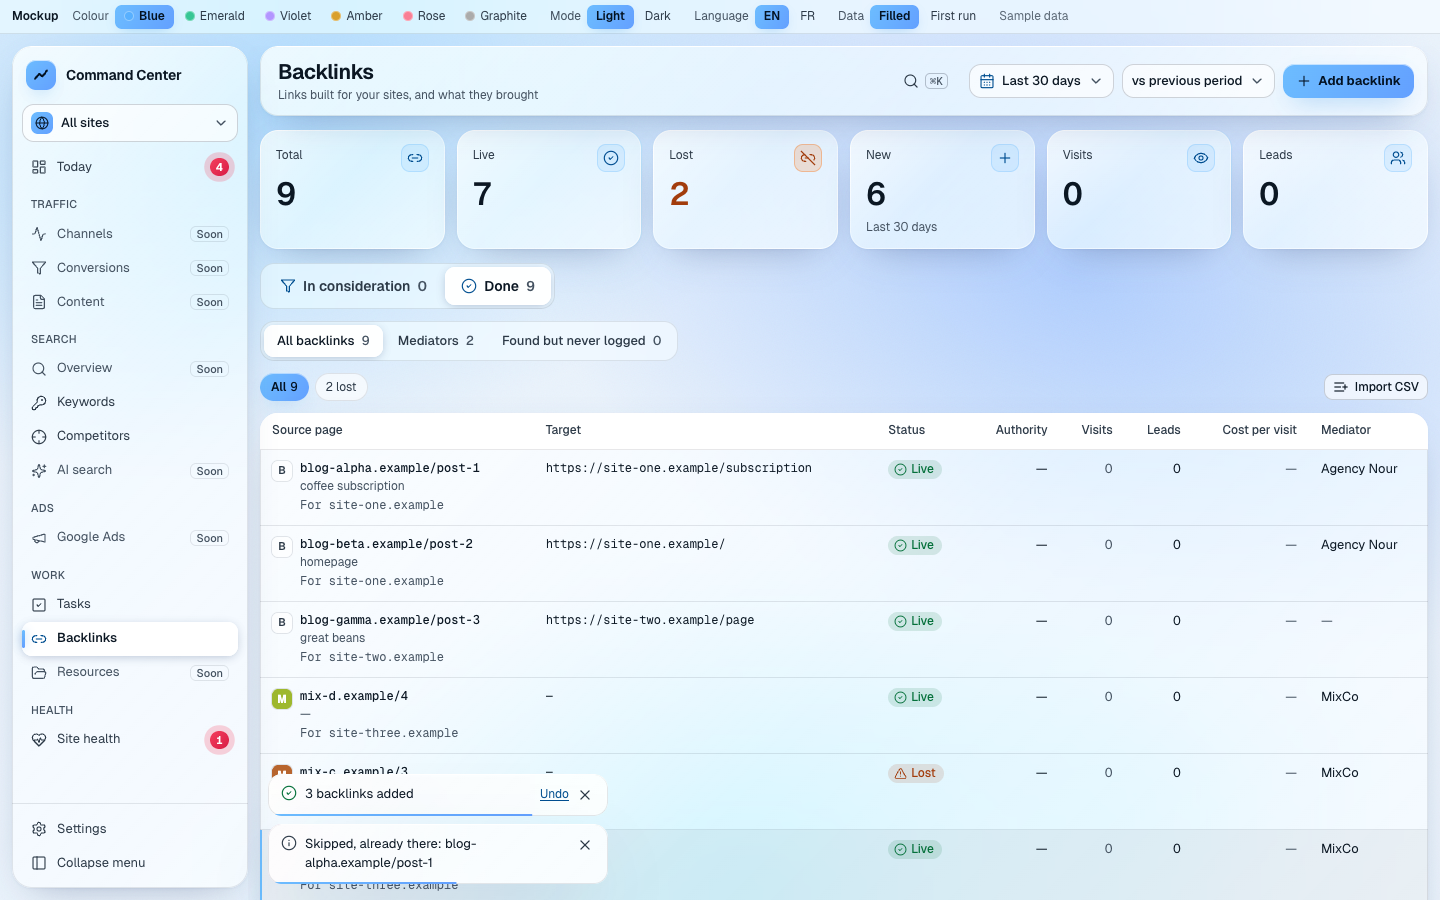 Mockup Colour Blue Emerald Violet Amber Rose Graphite Mode Light Dark Language EN FR Data Filled First run Sample data
Command Center
All sites
Today 4
TRAFFIC
Channels Soon
Conversions Soon
Content Soon
SEARCH
Overview Soon
Keywords
Competitors
AI search Soon
ADS
Google Ads Soon
WORK
Tasks
Backlinks
Resources Soon
HEALTH
Site health 1
Settings
Collapse menu
Backlinks
Links built for your sites, and what they brought
⌘K
Last 30 days
vs previous period
Add backlink
Total
9
Live
7
Lost
2
New
6
Last 30 days
Visits
0
Leads
0
In consideration 0
Done 9
All backlinks 9
Mediators 2
Found but never logged 0
All 9
2 lost
Import CSV
Source page Target Status Authority Visits Leads Cost per visit Mediator
B blog-alpha.example/post-1 https://site-one.example/subscription Live — 0 0 — Agency Nour
coffee subscription
For site-one.example
B blog-beta.example/post-2 https://site-one.example/ Live — 0 0 — Agency Nour
homepage
For site-one.example
B blog-gamma.example/post-3 https://site-two.example/page Live — 0 0 — —
great beans
For site-two.example
M mix-d.example/4 — Live — 0 0 — MixCo
—
For site-three.example
mix-c.example/3 — Lost — 0 0 — MixCo
3 backlinks added Undo
Live — 0 0 — MixCo
Skipped, already there: blog-
alpha.example/post-1
For site-three.example